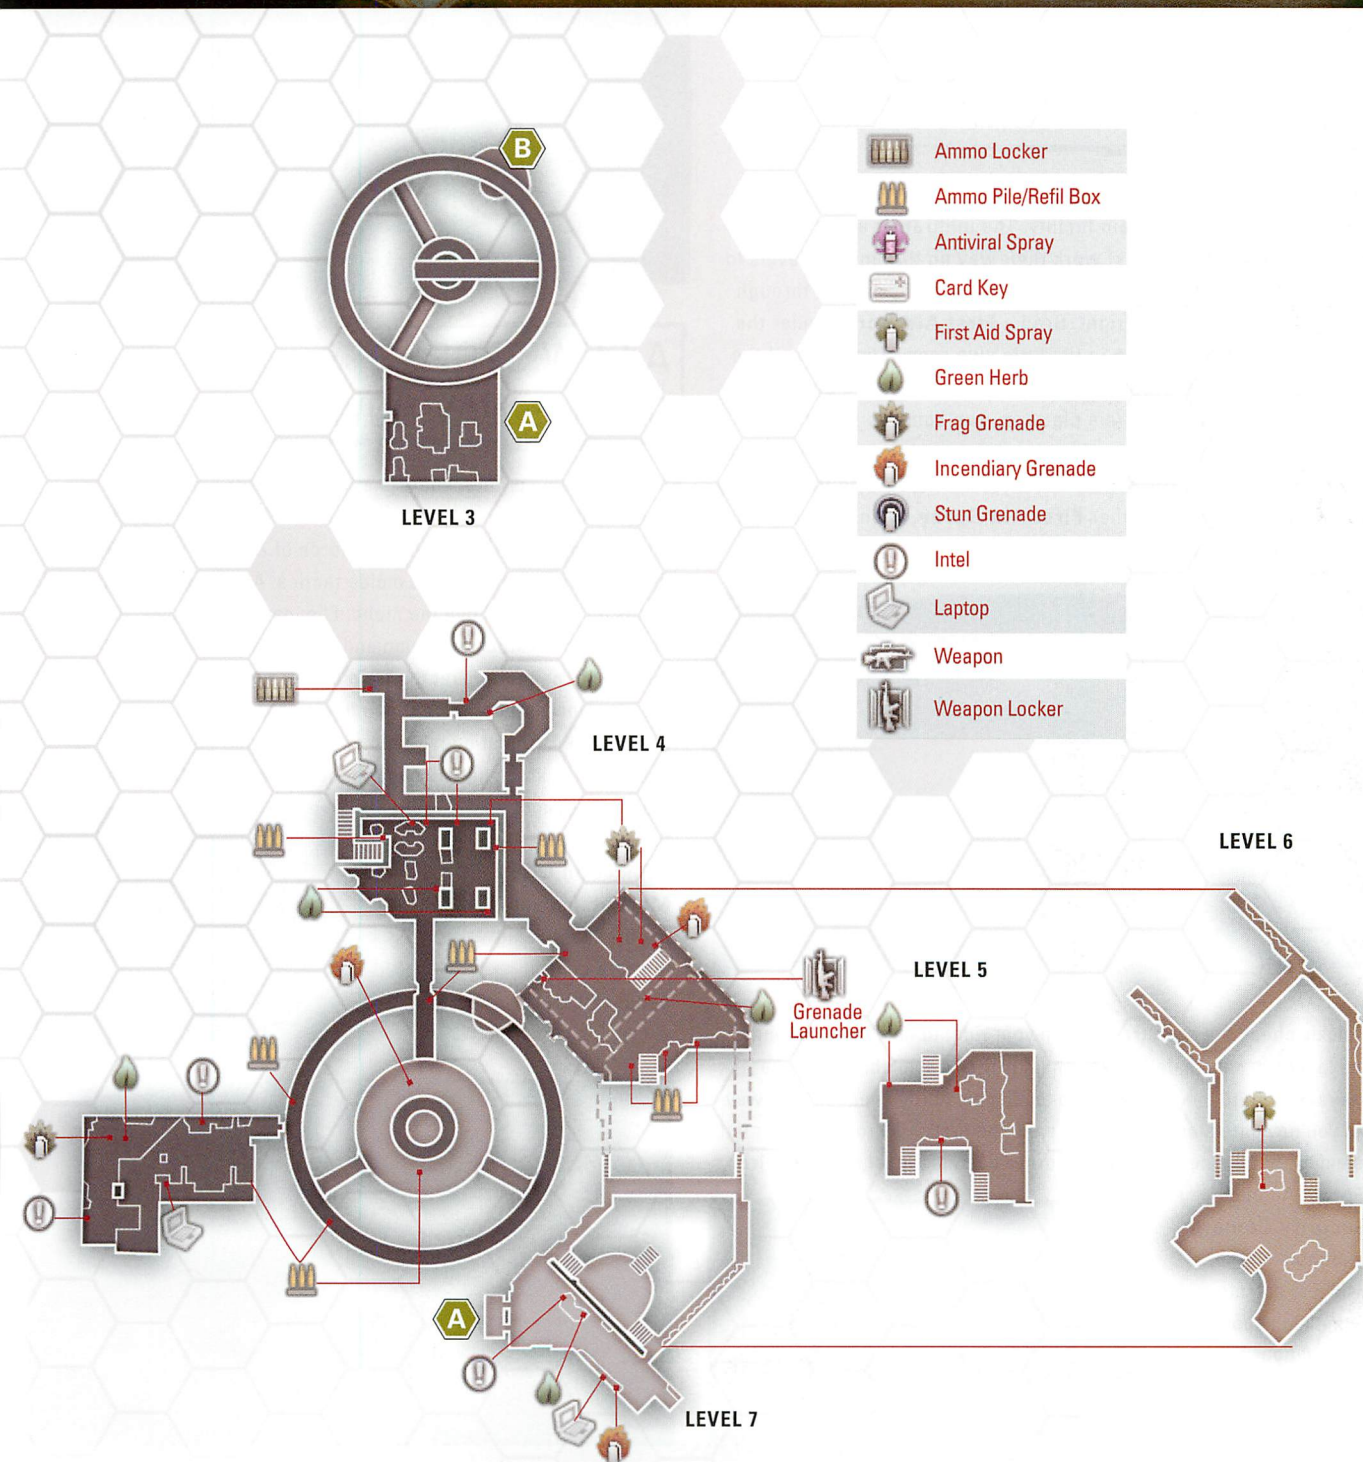 B
A
LEVEL 3
Ammo Locker
Ammo Pile/Refil Box
Antiviral Spray
Card Key
First Aid Spray
Green Herb
Frag Grenade
Incendiary Grenade
Stun Grenade
Intel
Laptop
Weapon
Weapon Locker
LEVEL 4
LEVEL 6
LEVEL 5
Grenade
Launcher
A
LEVEL 7